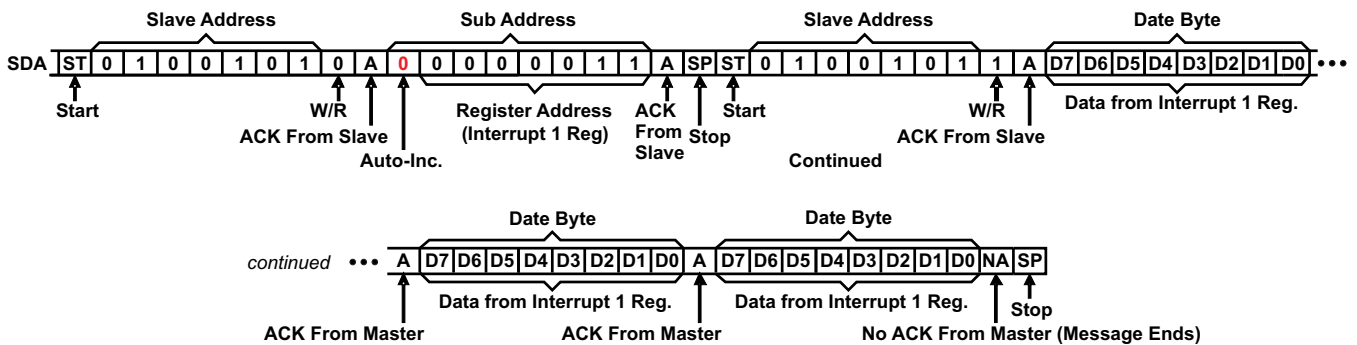 Slave Address Sub Address Slave Address Date Byte
SDA ST 0 1 0 0 1 0 1 0 A 0 0 0 0 0 0 1 1 A SP ST 0 1 0 0 1 0 1 1 A D7 D6 D5 D4 D3 D2 D1 D0 •••
Start W/R Register Address ACK Start W/R Data from Interrupt 1 Reg.
ACK From Slave (Interrupt 1 Reg) From Stop ACK From Slave
Auto-Inc. Slave Continued
Date Byte Date Byte
continued ••• A D7 D6 D5 D4 D3 D2 D1 D0 A D7 D6 D5 D4 D3 D2 D1 D0 NA SP
Data from Interrupt 1 Reg. Data from Interrupt 1 Reg. Stop
ACK From Master ACK From Master No ACK From Master (Message Ends)